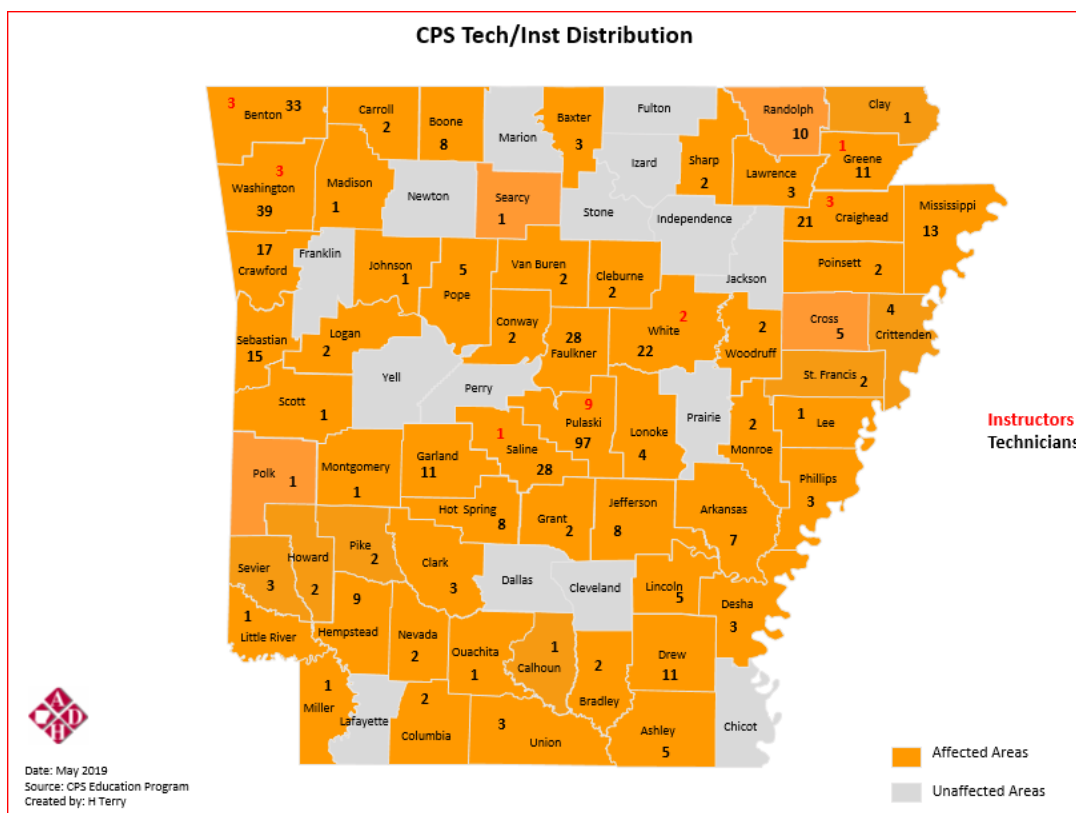 CPS Tech/Inst Distribution
3
Benton
33
Carroll
2
Boone
8
Marion
Baxter
3
Fulton
Randolph
10
Clay
1
3
Washington
39
Madison
1
Newton
Searcy
1
Stone
Izard
Sharp
2
Lawrence
3
1
Greene
11
Independence
Jackson
3
21
Craighead
Mississippi
13
17
Crawford
Franklin
Johnson
1
5
Pope
Van Buren
2
Cleburne
2
Poinsett
2
Sebastian
15
Logan
2
Conway
2
28
Faulkner
2
White
22
2
Woodruff
Cross
5
4
Crittenden
Yell
Perry
St. Francis
2
Scott
1
9
Pulaski
97
Prairie
1
Lee
Instructors
Technicians
Polk
1
Montgomery
1
Garland
11
1
Saline
28
Lonoke
4
2
Monroe
Phillips
3
Hot Spring
8
Grant
2
Jefferson
8
Arkansas
7
Sevier
3
Howard
2
Pike
2
Clark
3
Dallas
Cleveland
Lincoln
5
Desha
3
1
Little River
9
Hempstead
Nevada
2
Ouachita
1
1
Calhoun
2
Bradley
Drew
11
1
Miller
Lafayette
2
Columbia
3
Union
Ashley
5
Chicot
A
D
H
Affected Areas
Unaffected Areas
Date: May 2019
Source: CPS Education Program
Created by: H Terry